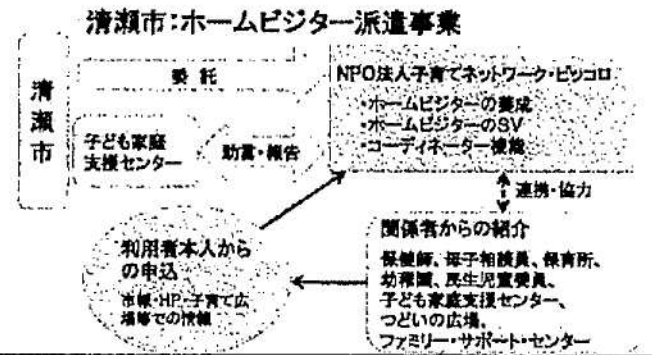 清瀬市:ホームビジター派遣事業
清瀬市
委託
子ども家庭
支援センター
助言・報告
NPO法人子育てネットワーク・ピッコロ
・ホームビジターの養成
・ホームビジターのSV
・コーディネーター機能
連携・協力
利用者本人から
の申込
市報・HP・子育て広
場等での情報
関係者からの紹介
保健師、母子相談員、保育所、
幼稚園、民生児童委員、
子ども家庭支援センター、
つどいの広場、
ファミリー・サポート・センター